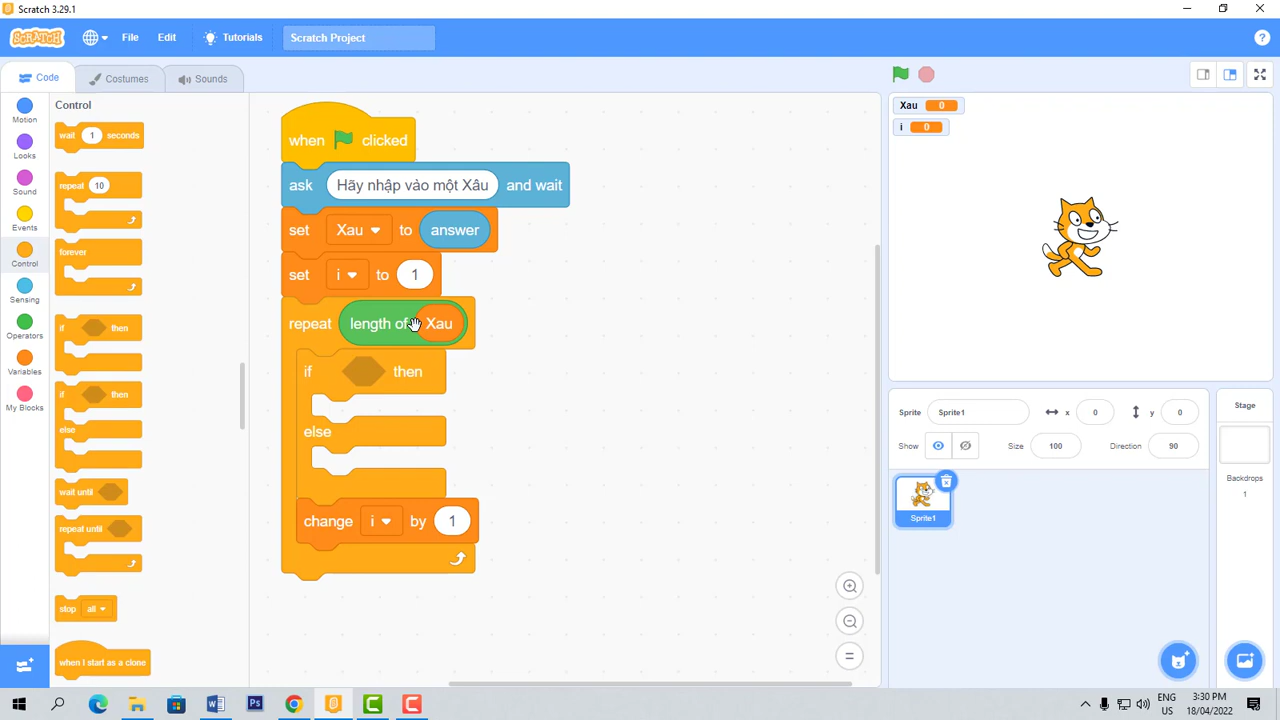 Scratch 3.29.1
SCRATCH
File
Edit
Tutorials
Scratch Project
Code
Costumes
Sounds
Motion
Looks
Sound
Events
Control
Sensing
Operators
Variables
My Blocks
Control
wait 1 seconds
repeat 10
forever
if then
if then
else
wait until
repeat until
stop all
when I start as a clone
when clicked
ask Hãy nhập vào một Xâu and wait
set Xau to answer
set i to 1
repeat length of Xau
if then
else
change i by 1
Xau 0
i 0
Sprite Sprite1 x 0 y 0
Show Size 100 Direction 90
Sprite1
Stage
Backdrops
1
ENG
US
3:30 PM
18/04/2022